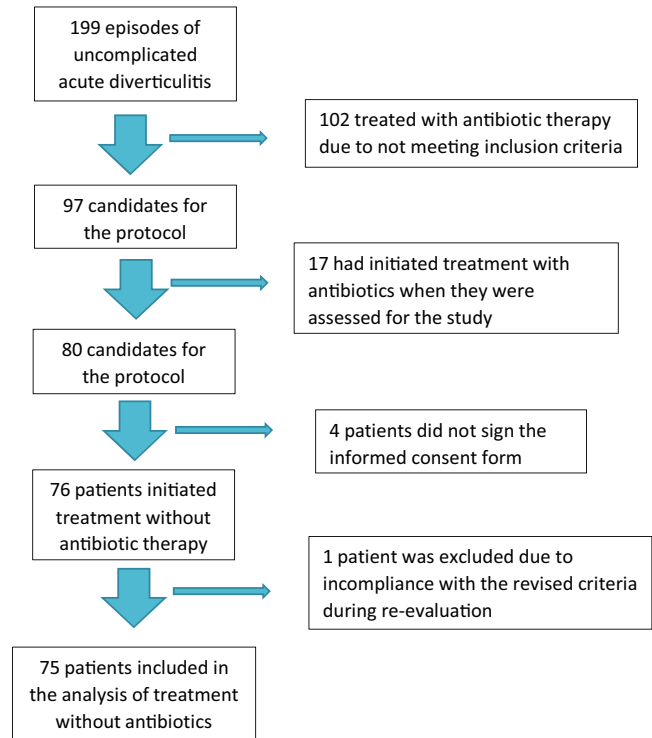 199 episodes of
uncomplicated
acute diverticulitis
102 treated with antibiotic therapy
due to not meeting inclusion criteria
97 candidates for
the protocol
17 had initiated treatment with
antibiotics when they were
assessed for the study
80 candidates for
the protocol
4 patients did not sign the
informed consent form
76 patients initiated
treatment without
antibiotic therapy
1 patient was excluded due to
incompliance with the revised criteria
during re-evaluation
75 patients included in
the analysis of treatment
without antibiotics